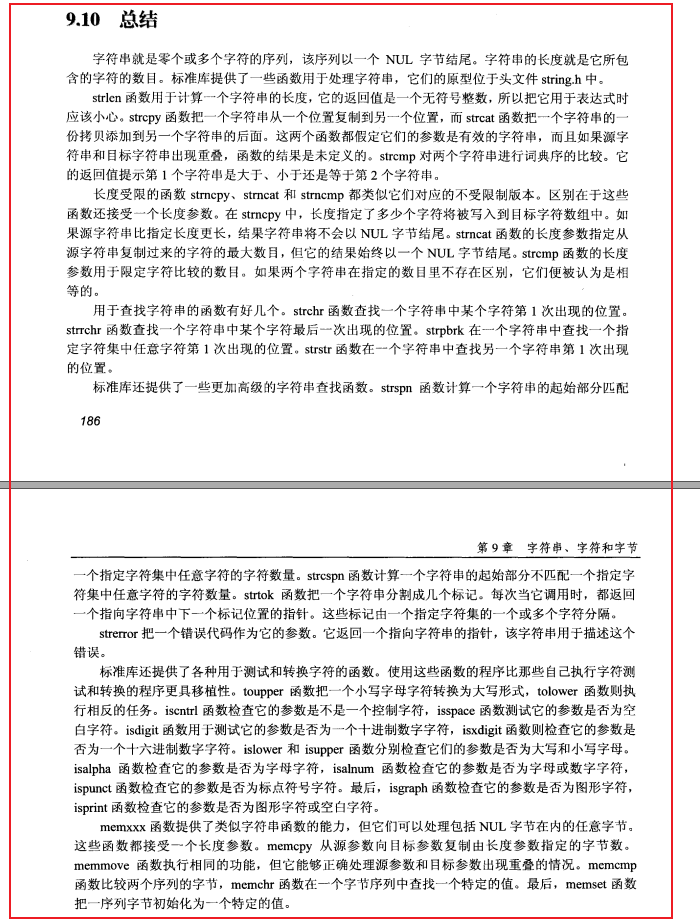 9.10 总结
字符串就是零个或多个字符的序列，该序列以一个 NUL 字节结尾。字符串的长度就是它所包
含的字符的数目。标准库提供了一些函数用于处理字符串，它们的原型位于头文件 string.h 中。
strlen 函数用于计算一个字符串的长度，它的返回值是一个无符号整数，所以把它用于表达式时
应该小心。strcpy 函数把一个字符串从一个位置复制到另一个位置，而 strcat 函数把一个字符串的一
份拷贝添加到另一个字符串的后面。这两个函数都假定它们的参数是有效的字符串，而且如果源字
符串和目标字符串出现重叠，函数的结果是未定义的。strcmp 对两个字符串进行词典序的比较。它
的返回值提示第 1 个字符串是大于、小于还是等于第 2 个字符串。
长度受限的函数 strncpy、strncat 和 strncmp 都类似它们对应的不受限制版本。区别在于这些
函数还接受一个长度参数。在 strncpy 中，长度指定了多少个字符将被写入到目标字符数组中。如
果源字符串比指定长度更长，结果字符串将不会以 NUL 字节结尾。strncat 函数的长度参数指定从
源字符串复制过来的字符的最大数目，但它的结果始终以一个 NUL 字节结尾。strcmp 函数的长度
参数用于限定字符比较的数目。如果两个字符串在指定的数目里不存在区别，它们便被认为是相
等的。
用于查找字符串的函数有好几个。strchr 函数查找一个字符串中某个字符第 1 次出现的位置。
strrchr 函数查找一个字符串中某个字符最后一次出现的位置。strpbrk 在一个字符串中查找一个指
定字符集中任意字符第 1 次出现的位置。strstr 函数在一个字符串中查找另一个字符串第 1 次出现
的位置。
标准库还提供了一些更加高级的字符串查找函数。strspn 函数计算一个字符串的起始部分匹配
186
第 9 章 字符串、字符和字节
一个指定字符集中任意字符的字符数量。strcspn 函数计算一个字符串的起始部分不匹配一个指定字
符集中任意字符的字符数量。strtok 函数把一个字符串分割成几个标记。每次当它调用时，都返回
一个指向字符串中下一个标记位置的指针。这些标记由一个指定字符集的一个或多个字符分隔。
strerror 把一个错误代码作为它的参数。它返回一个指向字符串的指针，该字符串用于描述这个
错误。
标准库还提供了各种用于测试和转换字符的函数。使用这些函数的程序比那些自己执行字符测
试和转换的程序更具移植性。toupper 函数把一个小写字母字符转换为大写形式，tolower 函数则执
行相反的任务。iscntrl 函数检查它的参数是不是一个控制字符，isspace 函数测试它的参数是否为空
白字符。isdigit 函数用于测试它的参数是否为一个十进制数字字符，isxdigit 函数则检查它的参数是
否为一个十六进制数字字符。islower 和 isupper 函数分别检查它们的参数是否为大写和小写字母。
isalpha 函数检查它的参数是否为字母字符，isalnum 函数检查它的参数是否为字母或数字字符，
ispunct 函数检查它的参数是否为标点符号字符。最后，isgraph 函数检查它的参数是否为图形字符，
isprint 函数检查它的参数是否为图形字符或空白字符。
memxxx 函数提供了类似字符串函数的能力，但它们可以处理包括 NUL 字节在内的任意字节。
这些函数都接受一个长度参数。memcpy 从源参数向目标参数复制由长度参数指定的字节数。
memmove 函数执行相同的功能，但它能够正确处理源参数和目标参数出现重叠的情况。memcmp
函数比较两个序列的字节，memchr 函数在一个字节序列中查找一个特定的值。最后，memset 函数
把一序列字节初始化为一个特定的值。